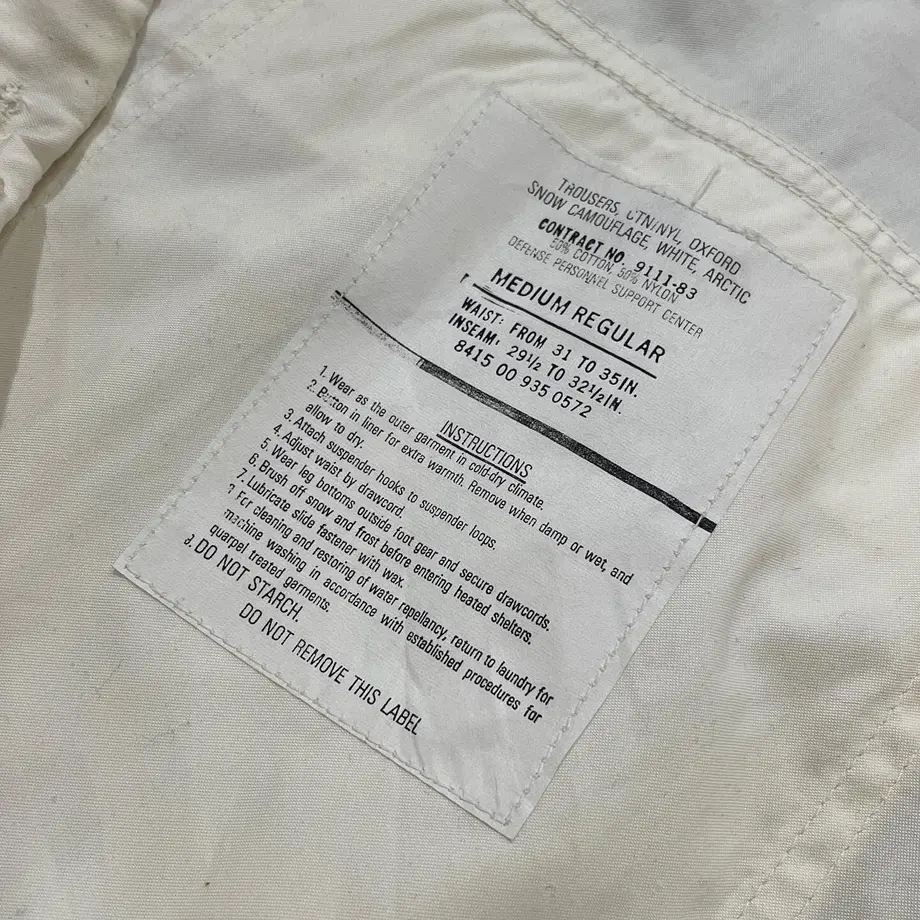 TROUSERS, CTN/NYL, OXFORD
SNOW CAMOUFLAGE, WHITE, ARCTIC
CONTRACT NO. 9111-83
50% COTTON, 50% NYLON
DEFENSE PERSONNEL SUPPORT CENTER
MEDIUM REGULAR
WAIST: FROM 31 TO 35IN.
INSEAM: 29½ TO 32½IN.
8415 00 935 0572
INSTRUCTIONS
1. Wear as the outer garment in cold-dry climate.
2. Button in liner for extra warmth. Remove when damp or wet, and
allow to dry.
3. Attach suspender hooks to suspender loops.
4. Adjust waist by drawcord.
5. Wear leg bottoms outside foot gear and secure drawcords.
6. Brush off snow and frost before entering heated shelters.
7. Lubricate slide fastener with wax.
8 For cleaning and restoring of water repellancy, return to laundry for
machine washing in accordance with established procedures for
quarpel treated garments.
9. DO NOT STARCH.
DO NOT REMOVE THIS LABEL